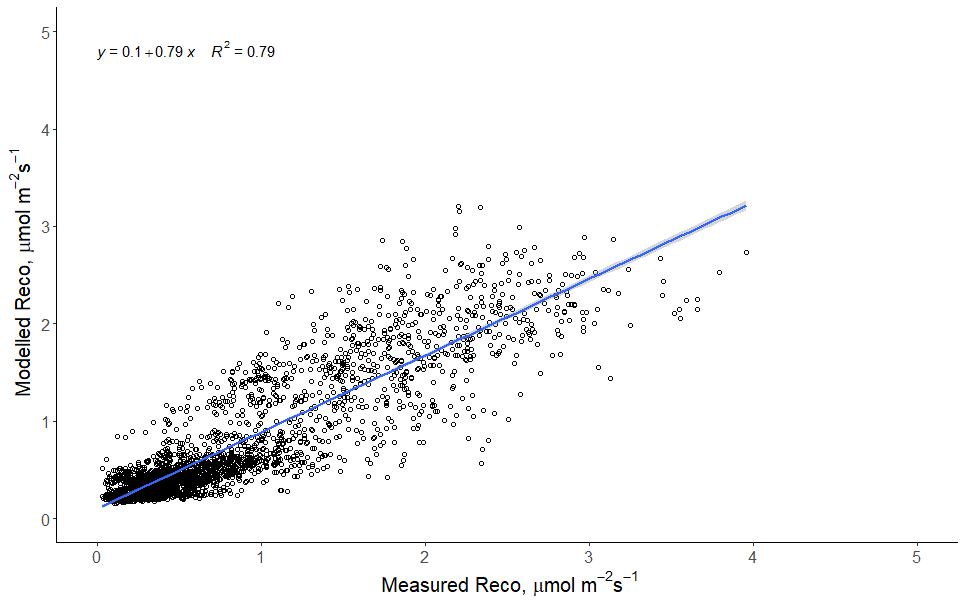 y = 0.1 + 0.79 x   R² = 0.79
5
4
3
2
1
0
Modelled Reco, μmol m⁻²s⁻¹
0 1 2 3 4 5
Measured Reco, μmol m⁻²s⁻¹